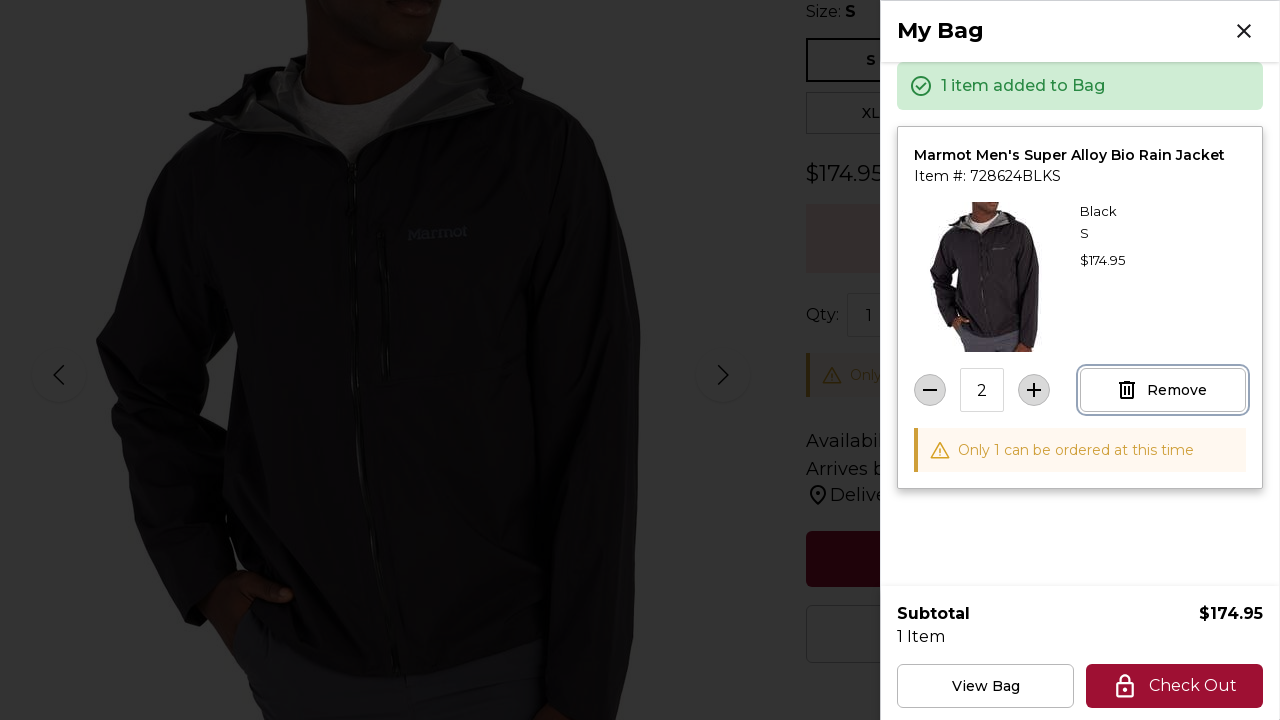 Size: S
S
XL
$174.95
Qty: 1
Only
Availabi
Arrives b
Delive
Marmot
My Bag
1 item added to Bag
Marmot Men's Super Alloy Bio Rain Jacket
Item #: 728624BLKS
Black
S
$174.95
2
Remove
Only 1 can be ordered at this time
Subtotal $174.95
1 Item
View Bag
Check Out